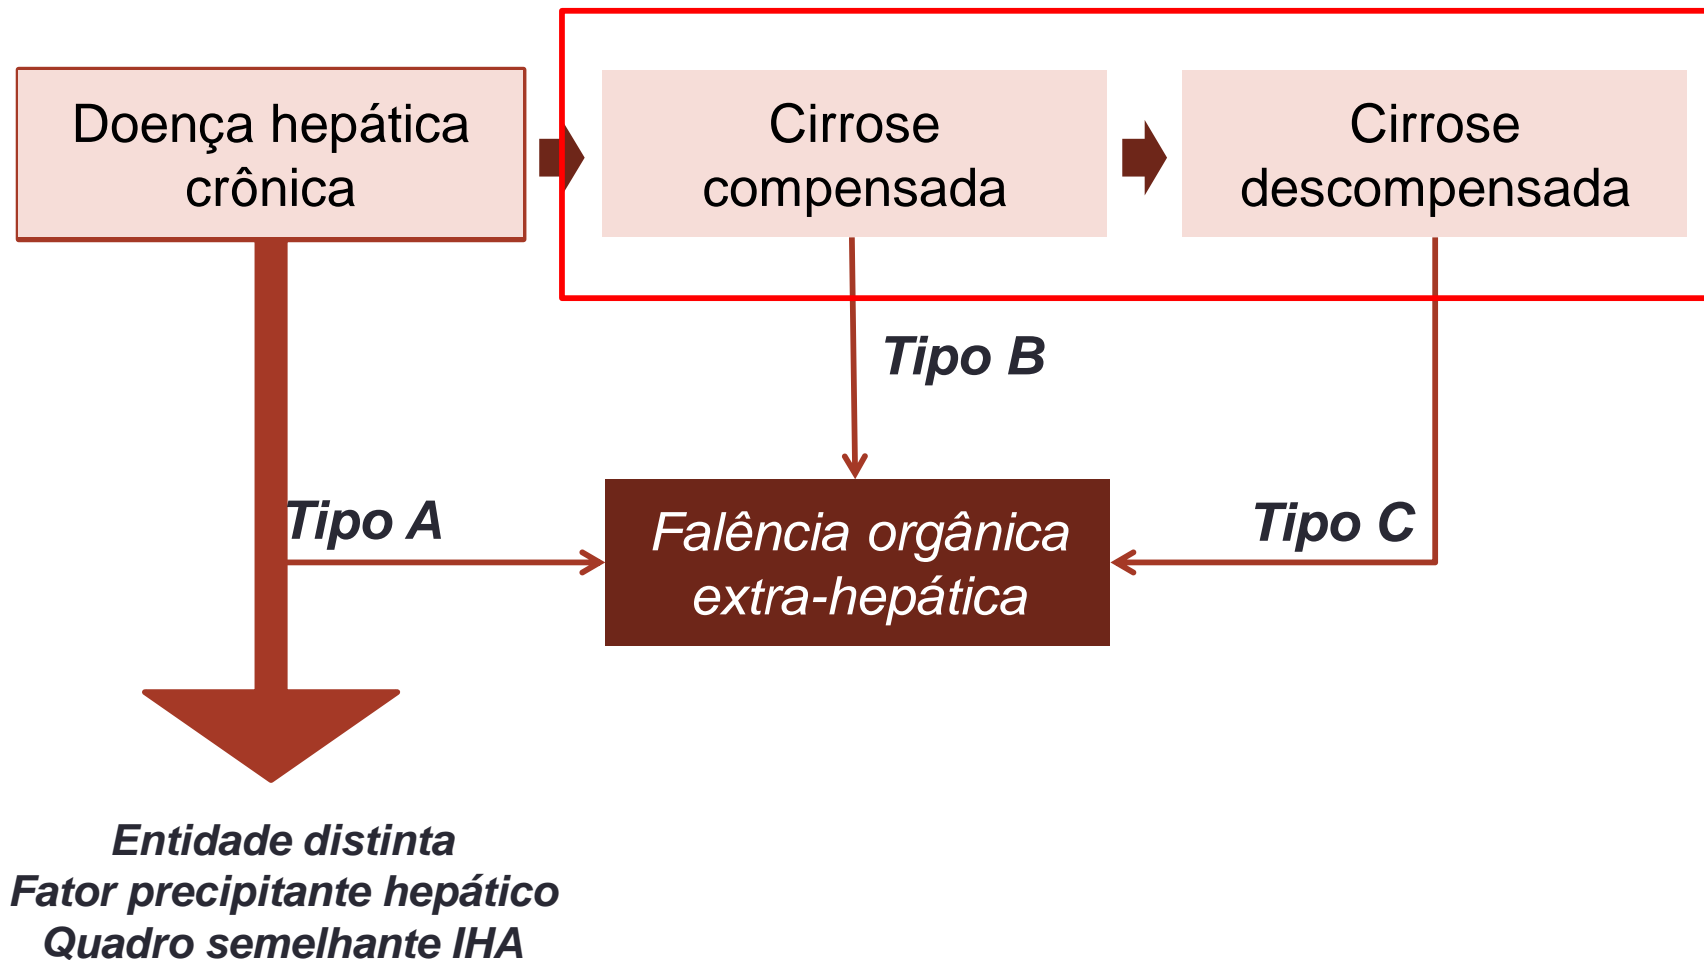 Doença hepática
crônica
Cirrose
compensada
Cirrose
descompensada
Tipo B
Tipo A
Falência orgânica
extra-hepática
Tipo C
Entidade distinta
Fator precipitante hepático
Quadro semelhante IHA